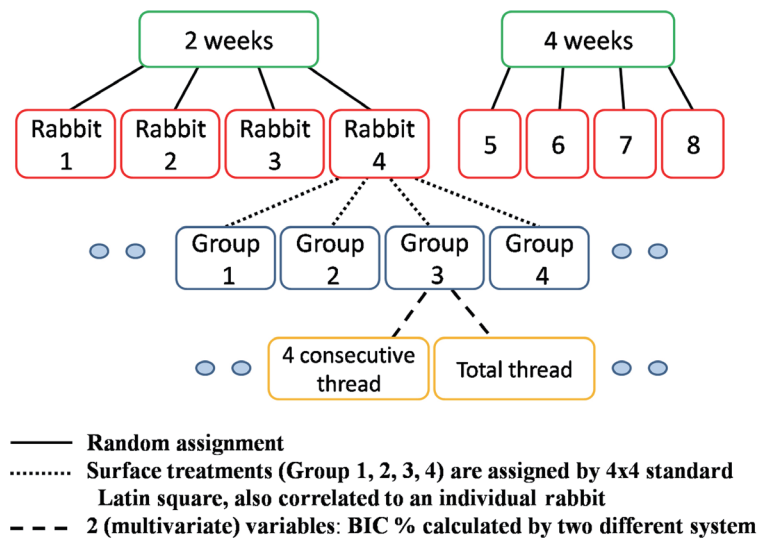 2 weeks
4 weeks
Rabbit
1
Rabbit
2
Rabbit
3
Rabbit
4
5
6
7
8
Group
1
Group
2
Group
3
Group
4
4 consecutive
thread
Total thread
Random assignment
Surface treatments (Group 1, 2, 3, 4) are assigned by 4x4 standard
Latin square, also correlated to an individual rabbit
2 (multivariate) variables: BIC % calculated by two different system